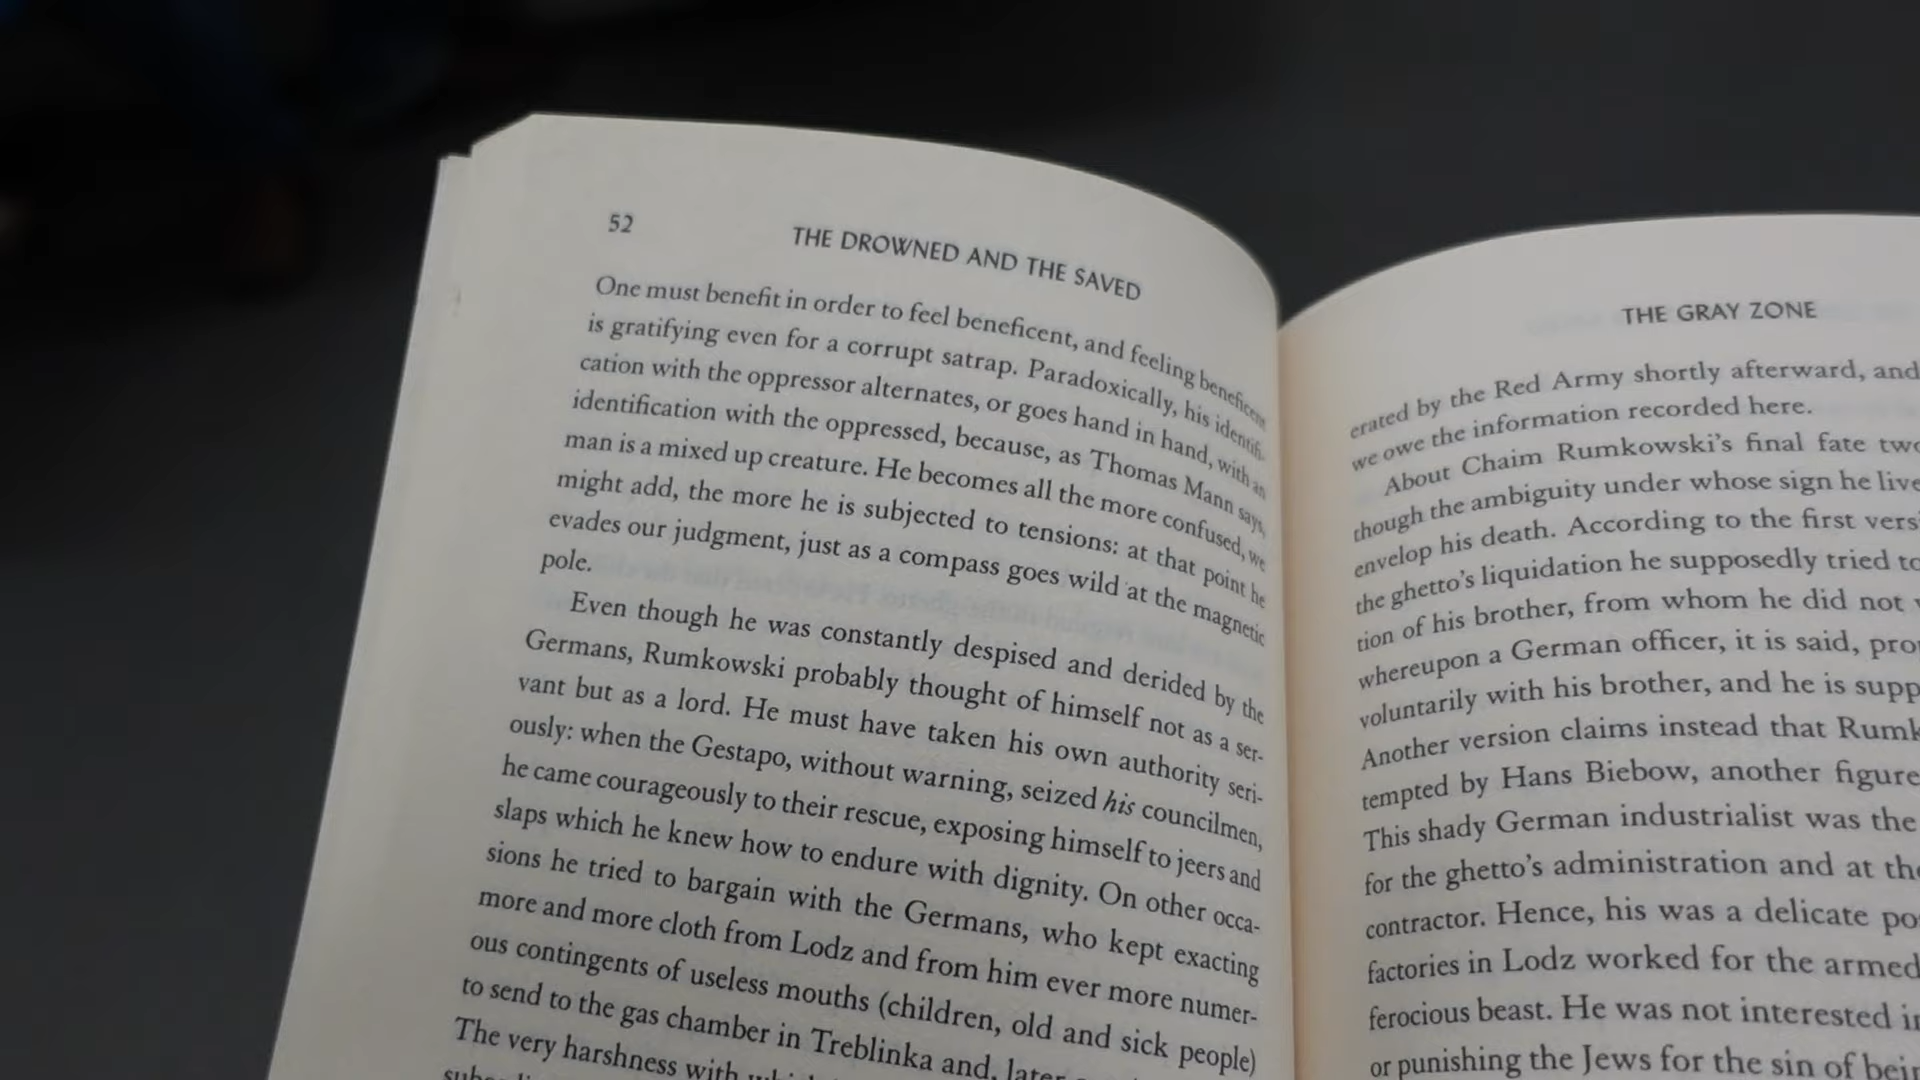 52
THE DROWNED AND THE SAVED
One must benefit in order to feel beneficent, and feeling beneficent
is gratifying even for a corrupt satrap. Paradoxically, his identifi-
cation with the oppressor alternates, or goes hand in hand, with an
identification with the oppressed, because, as Thomas Mann says,
man is a mixed up creature. He becomes all the more confused, we
might add, the more he is subjected to tensions: at that point he
evades our judgment, just as a compass goes wild at the magnetic
pole.
Even though he was constantly despised and derided by the
Germans, Rumkowski probably thought of himself not as a ser-
vant but as a lord. He must have taken his own authority seri-
ously: when the Gestapo, without warning, seized his councilmen,
he came courageously to their rescue, exposing himself to jeers and
slaps which he knew how to endure with dignity. On other occa-
sions he tried to bargain with the Germans, who kept exacting
more and more cloth from Lodz and from him ever more numer-
ous contingents of useless mouths (children, old and sick people)
to send to the gas chamber in Treblinka and, later
The very harshness with
THE GRAY ZONE
erated by the Red Army shortly afterward, and
we owe the information recorded here.
About Chaim Rumkowski's final fate
though the ambiguity under whose sign he
envelop his death. According to the first
the ghetto's liquidation he supposedly tried
tion of his brother, from whom he did not
whereupon a German officer, it is said,
voluntarily with his brother, and he is
Another version claims instead that
tempted by Hans Biebow, another figure
This shady German industrialist was the
for the ghetto's administration and at
contractor. Hence, his was a delicate
factories in Lodz worked for the armed
ferocious beast. He was not interested
or punishing the Jews for the sin of